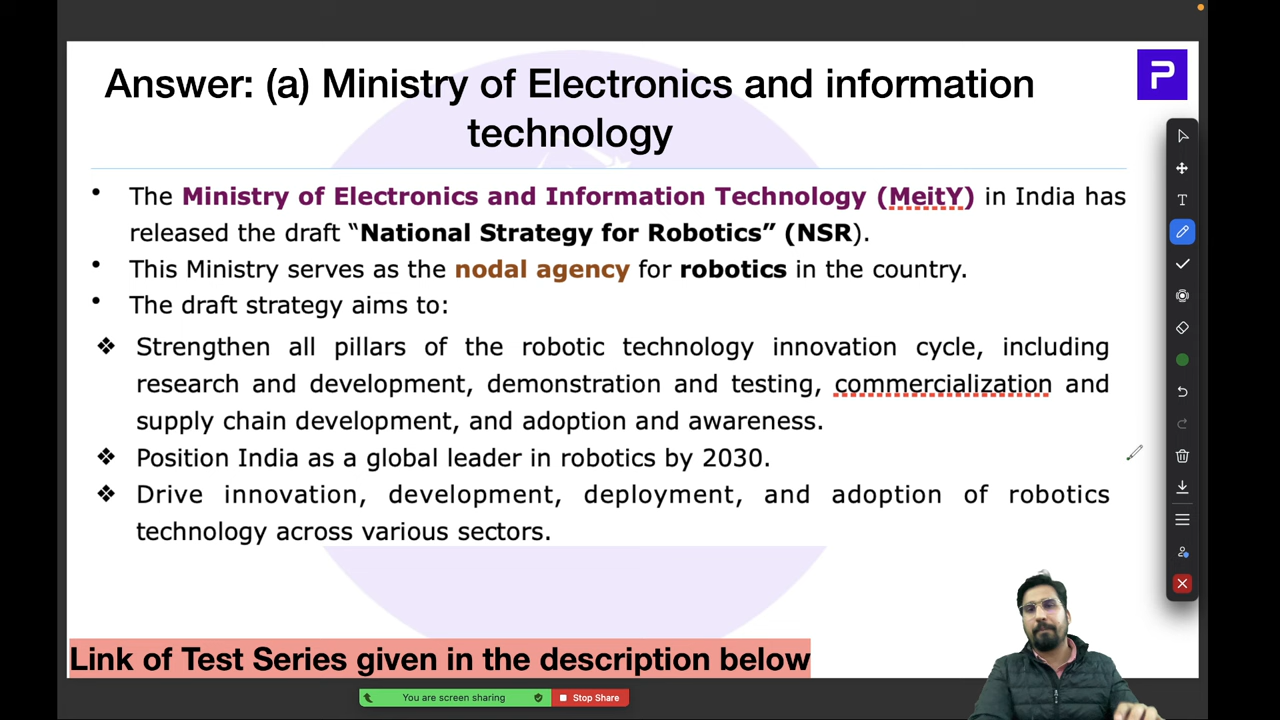 Answer: (a) Ministry of Electronics and information
technology
P
• The Ministry of Electronics and Information Technology (MeitY) in India has
released the draft “National Strategy for Robotics” (NSR).
• This Ministry serves as the nodal agency for robotics in the country.
• The draft strategy aims to:
❖ Strengthen all pillars of the robotic technology innovation cycle, including
research and development, demonstration and testing, commercialization and
supply chain development, and adoption and awareness.
❖ Position India as a global leader in robotics by 2030.
❖ Drive innovation, development, deployment, and adoption of robotics
technology across various sectors.
Link of Test Series given in the description below
You are screen sharing Stop Share